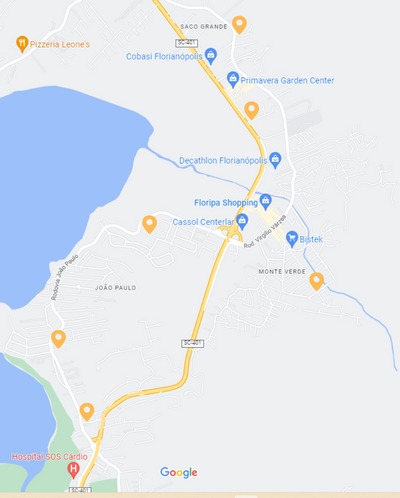 SACO GRANDE
Pizzeria Leone's
SC-401
Cobasi Florianópolis
Primavera Garden Center
Decathlon Florianópolis
Floripa Shopping
Cassol Centerlar
Rod. Virgílio Várzea
Bistek
MONTE VERDE
Rodovia João Paulo
JOÃO PAULO
SC-401
Hospital SOS Cárdio
Google
SC-401